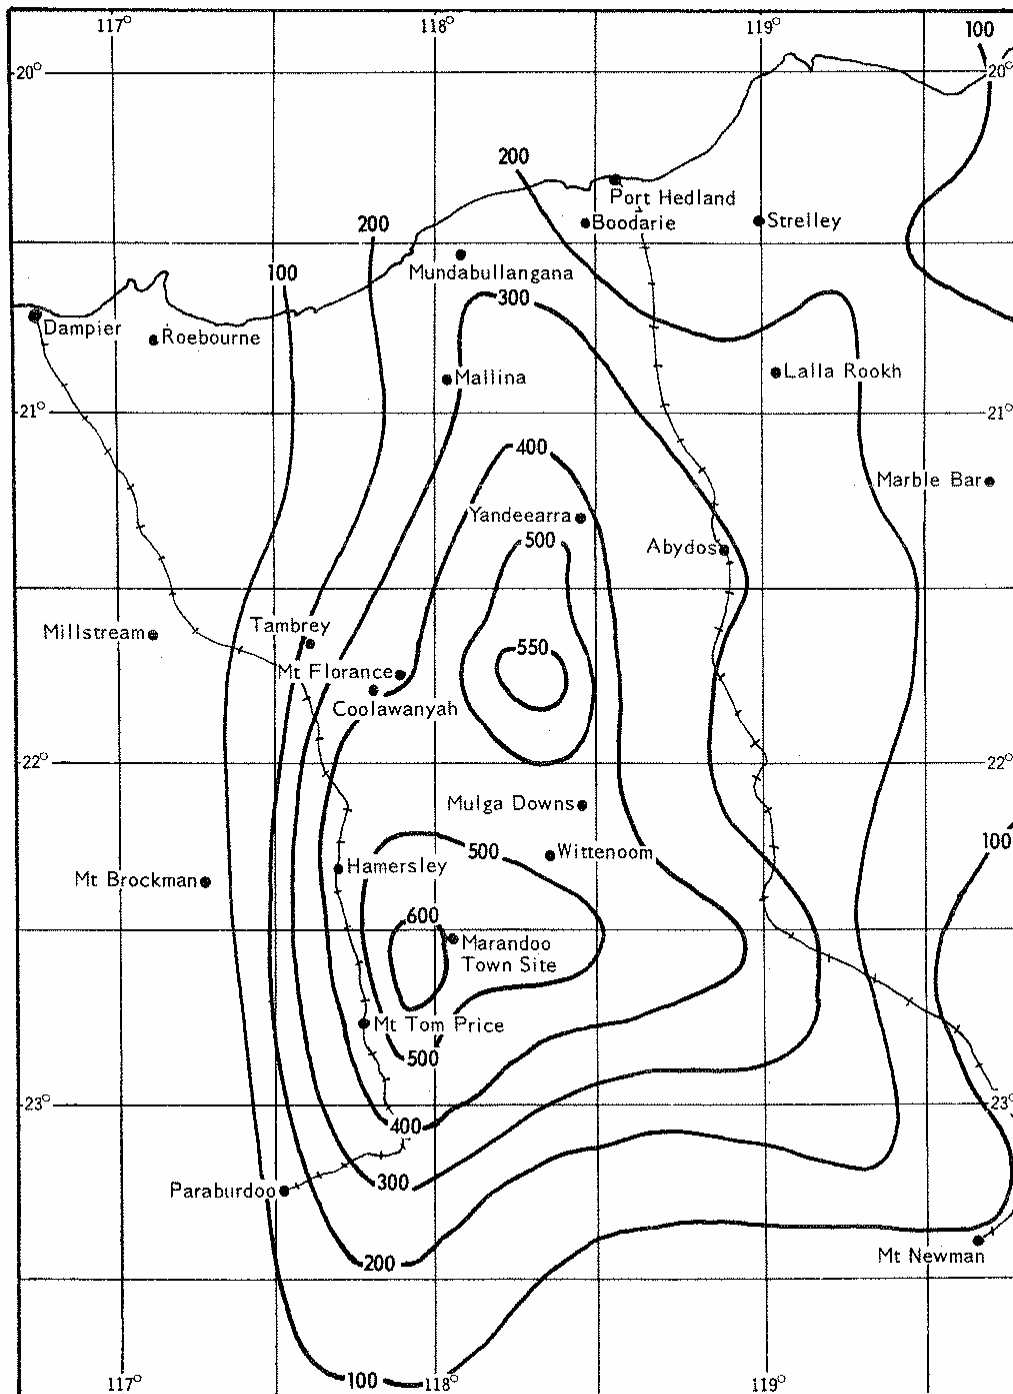 117° 118° 119° 100
20° 20°
200
Port Hedland
Boodarie Strelley
200
Mundabullangana
100
300
Dampier Roebourne
Lalla Rookh
Mallina
21° 21°
400
Marble Bar
Yandeearra
500
Abydos
Tambrey
Millstream
550
Mt Florance
Coolawanyah
22° 22°
Mulga Downs
100
500 Wittenoom
Hamersley
Mt Brockman
600
Marandoo
Town Site
Mt Tom Price
500
23° 23°
400
300
Paraburdoo
Mt Newman
200
100
117° 118° 119°